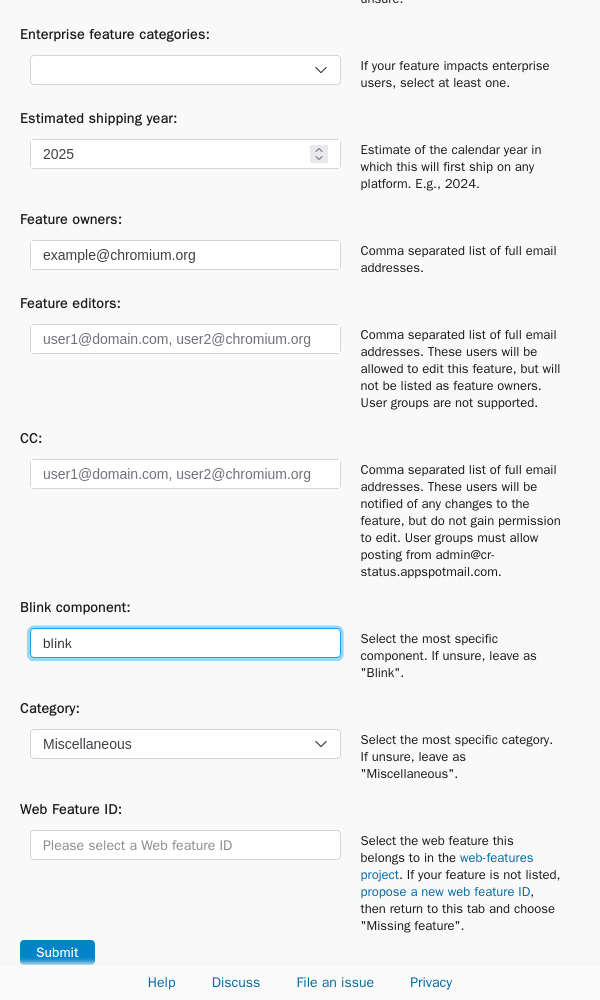 unsure.
Enterprise feature categories:
If your feature impacts enterprise
users, select at least one.
Estimated shipping year:
2025
Estimate of the calendar year in
which this will first ship on any
platform. E.g., 2024.
Feature owners:
example@chromium.org
Comma separated list of full email
addresses.
Feature editors:
user1@domain.com, user2@chromium.org
Comma separated list of full email
addresses. These users will be
allowed to edit this feature, but will
not be listed as feature owners.
User groups are not supported.
CC:
user1@domain.com, user2@chromium.org
Comma separated list of full email
addresses. These users will be
notified of any changes to the
feature, but do not gain permission
to edit. User groups must allow
posting from admin@cr-
status.appspotmail.com.
Blink component:
blink
Select the most specific
component. If unsure, leave as
"Blink".
Category:
Miscellaneous
Select the most specific category.
If unsure, leave as
"Miscellaneous".
Web Feature ID:
Please select a Web feature ID
Select the web feature this
belongs to in the web-features
project. If your feature is not listed,
propose a new web feature ID,
then return to this tab and choose
"Missing feature".
Submit
Help Discuss File an issue Privacy